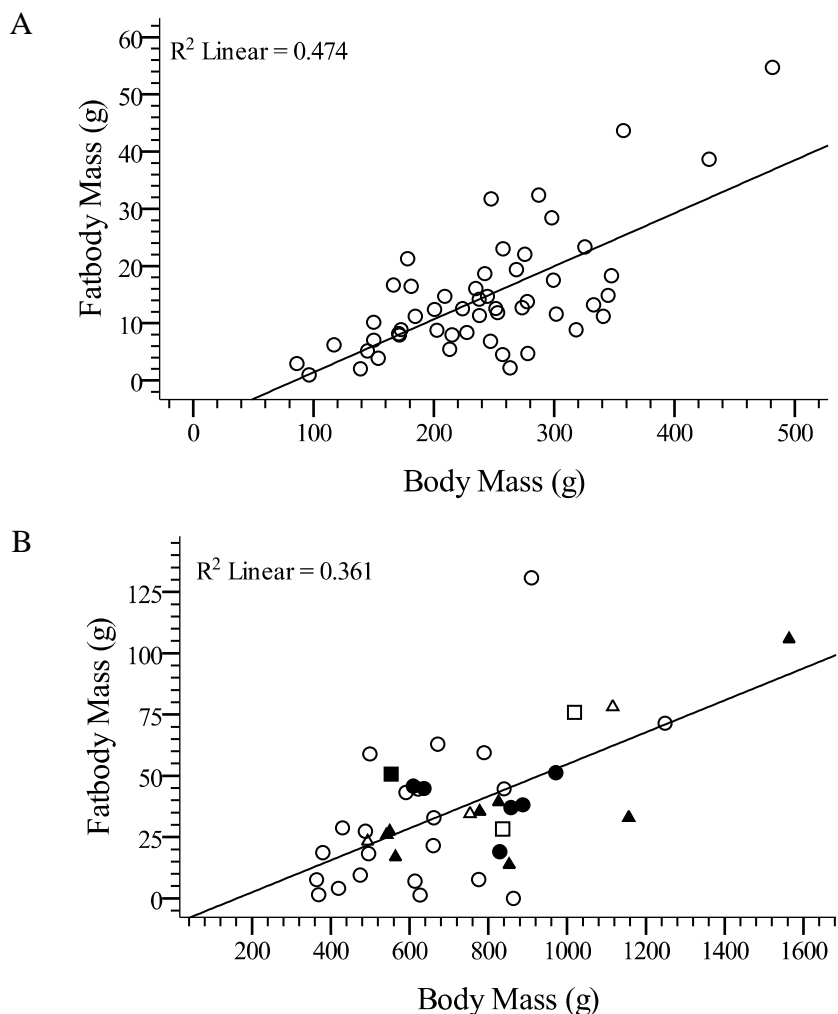 A
R² Linear = 0.474
Fatbody Mass (g)
60
50
40
30
20
10
0
0 100 200 300 400 500
Body Mass (g)
B
R² Linear = 0.361
Fatbody Mass (g)
125
100
75
50
25
0
200 400 600 800 1000 1200 1400 1600
Body Mass (g)